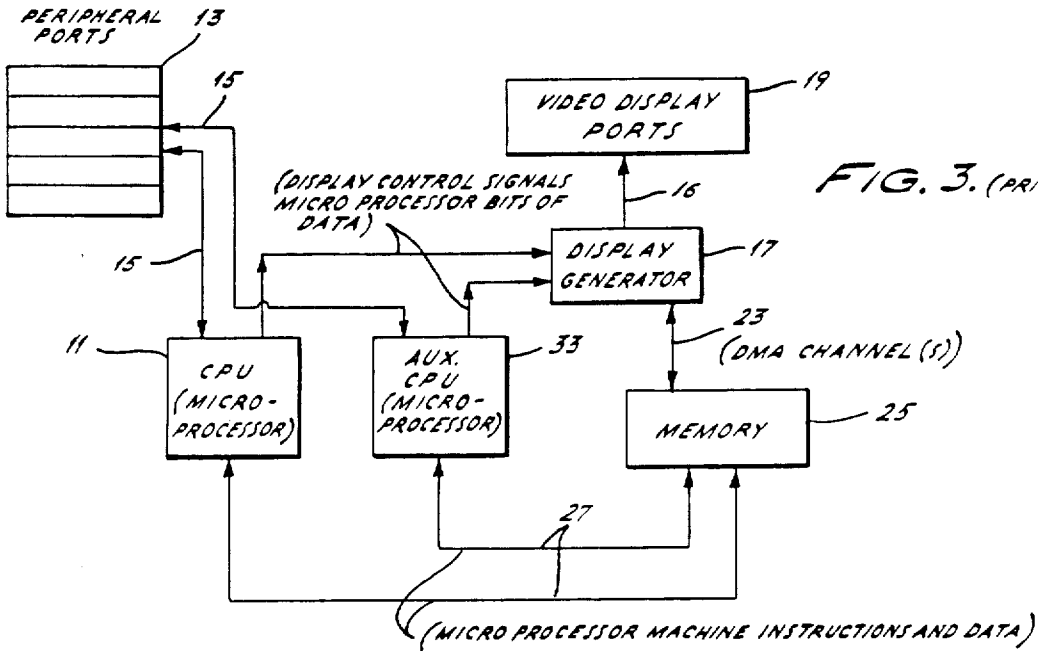 PERIPHERAL
PORTS
13
15
VIDEO DISPLAY
PORTS
19
FIG. 3. (PRI
(DISPLAY CONTROL SIGNALS
MICRO PROCESSOR BITS OF
DATA)
16
DISPLAY
GENERATOR
17
15
23
(DMA CHANNEL(S))
11
CPU
(MICRO-
PROCESSOR)
AUX.
CPU
(MICRO-
PROCESSOR)
33
MEMORY
25
27
(MICRO PROCESSOR MACHINE INSTRUCTIONS AND DATA)